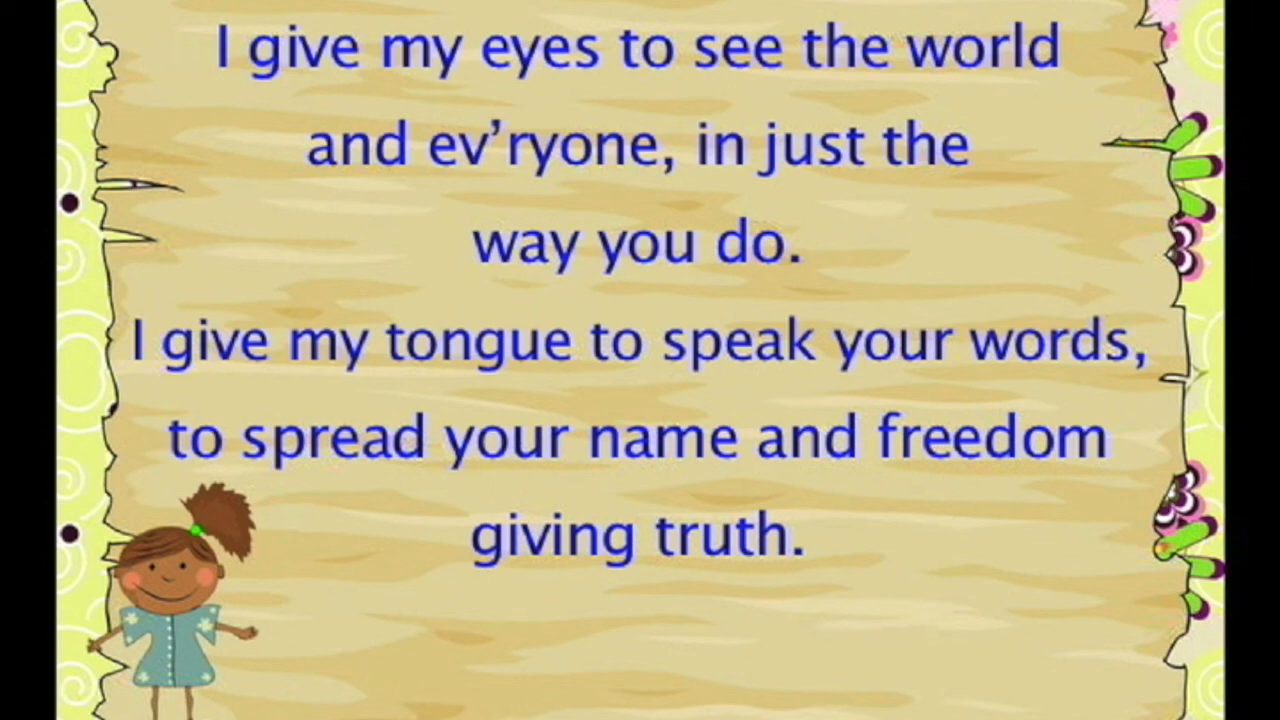 I give my eyes to see the world
and ev’ryone, in just the
way you do.
I give my tongue to speak your words,
to spread your name and freedom
giving truth.